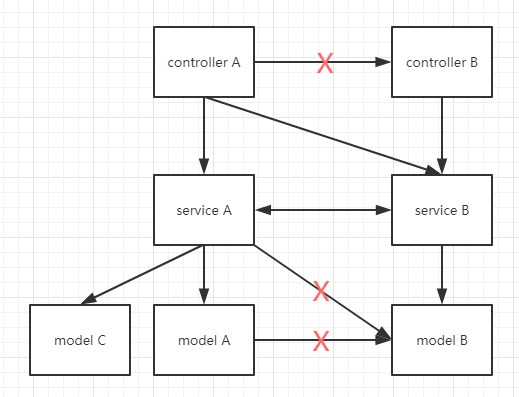 controller A
X
controller B
service A
service B
X
model C
model A
X
model B